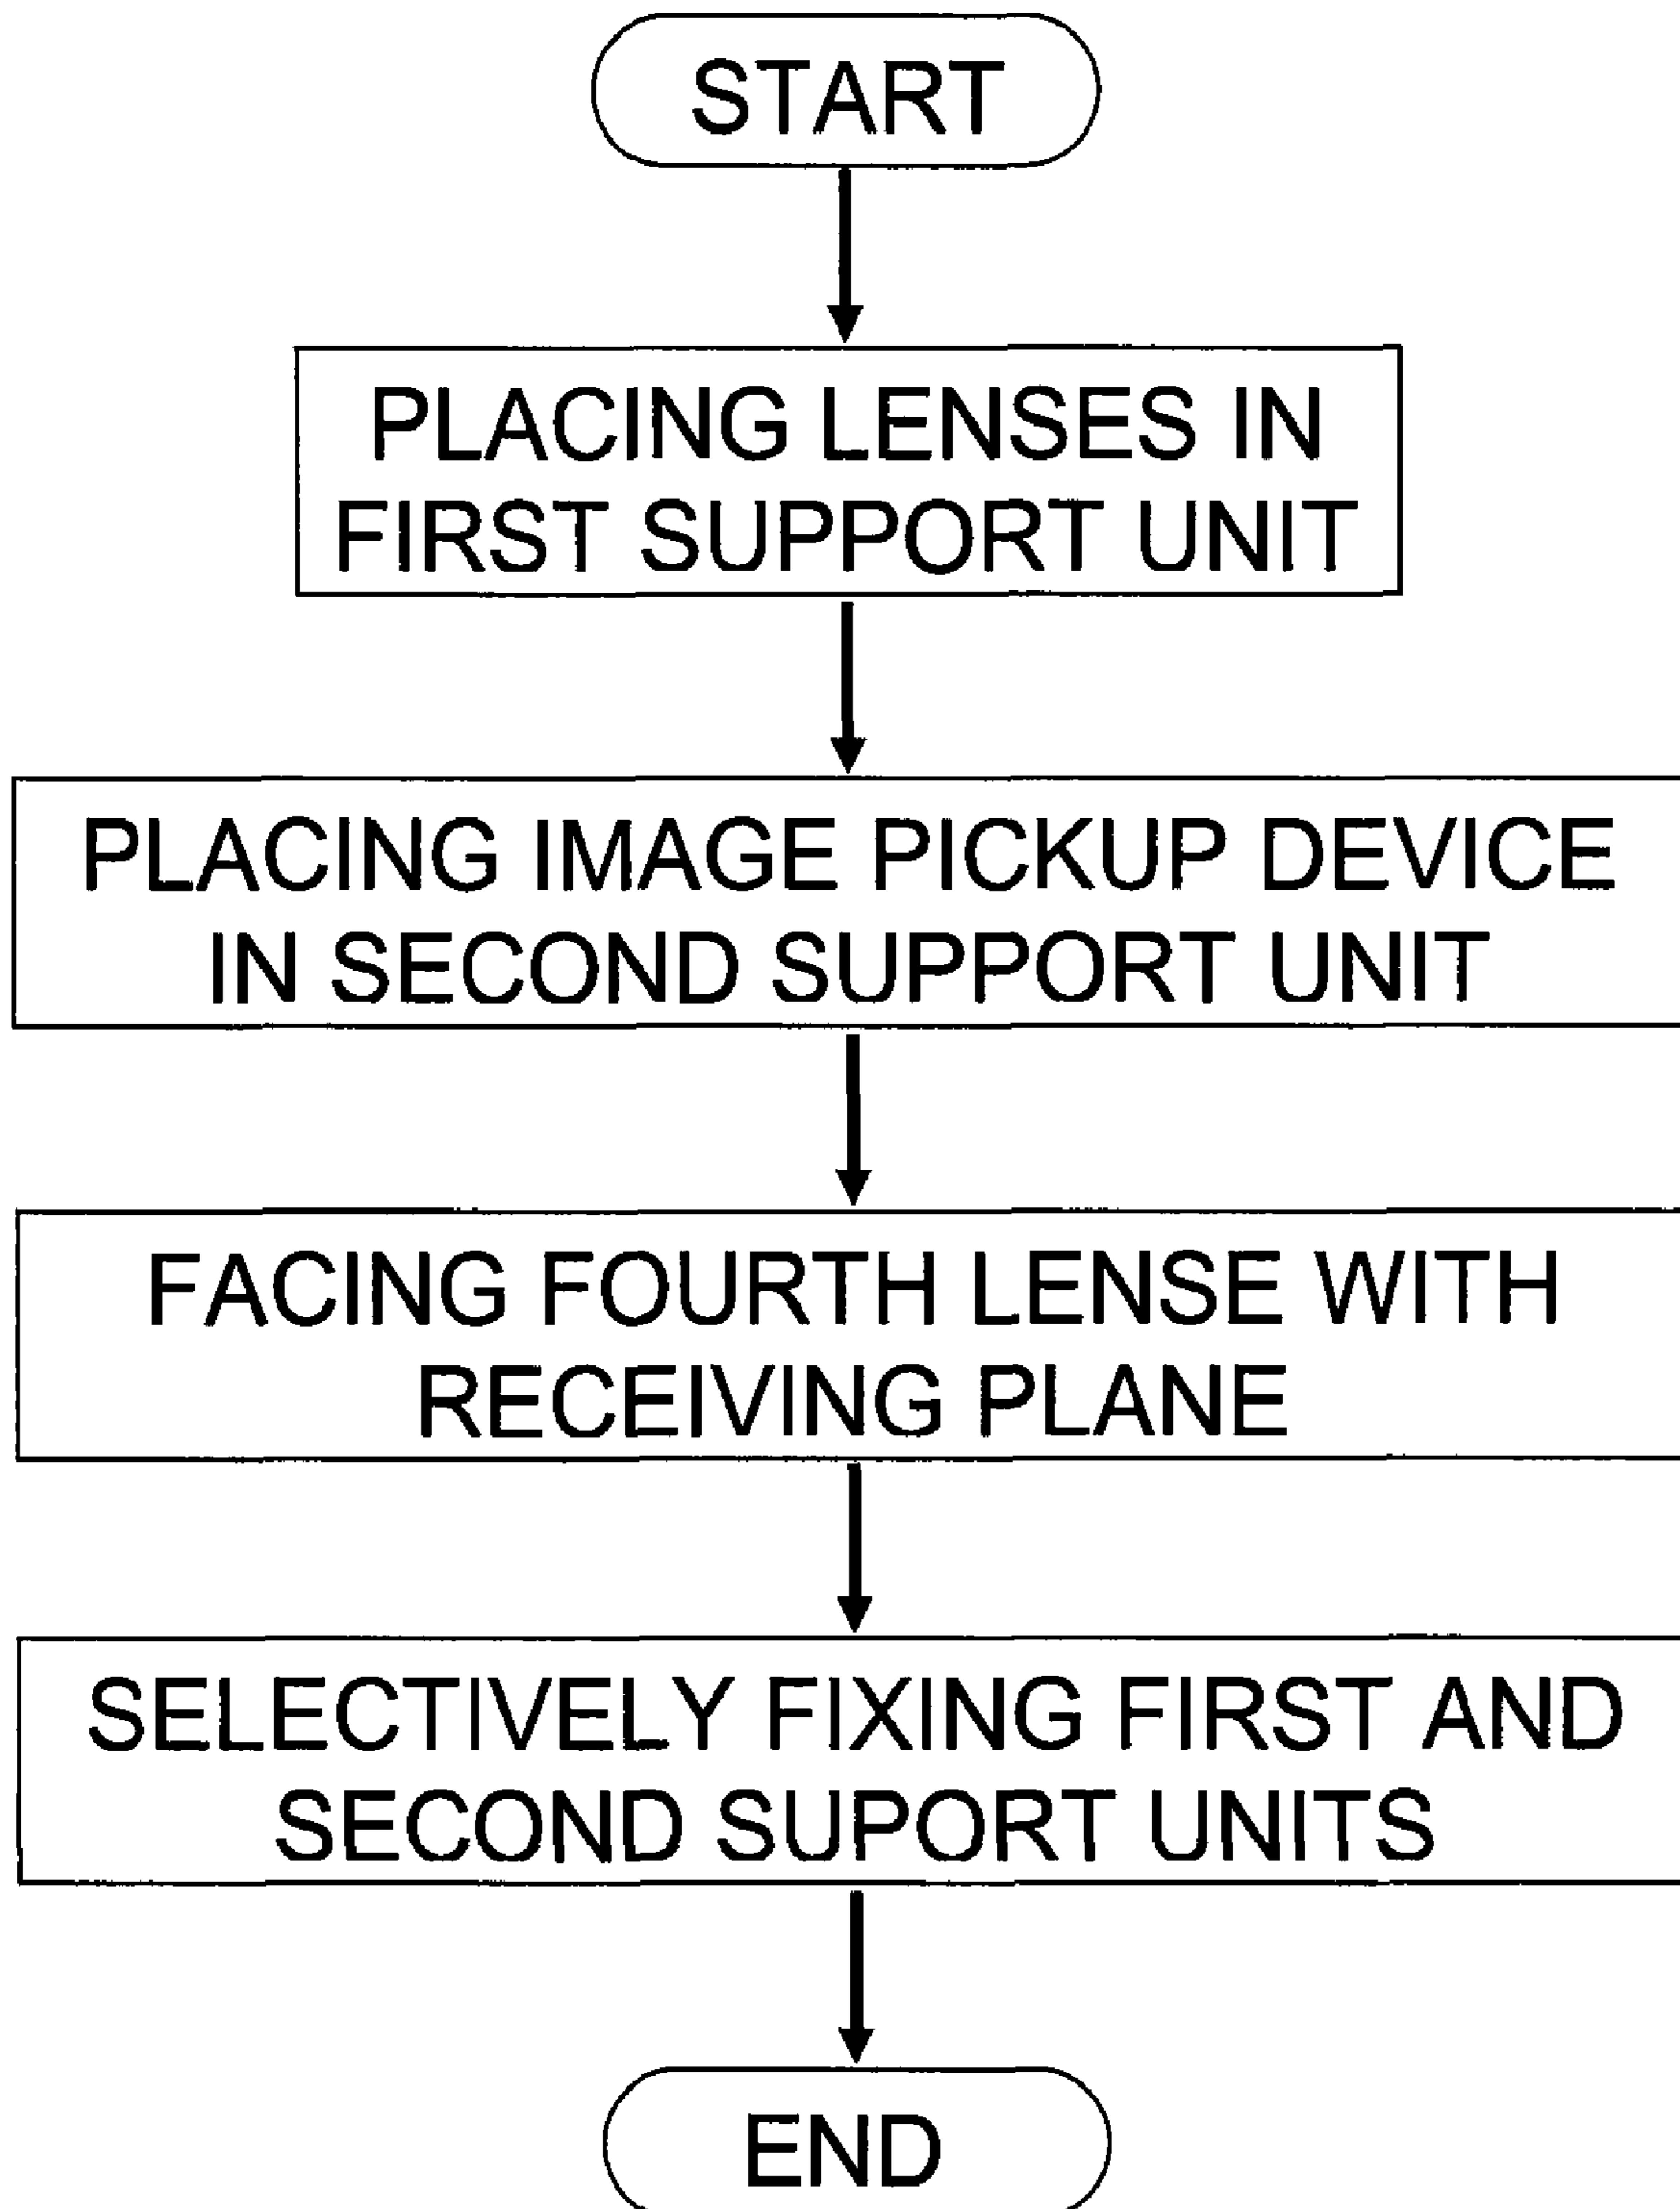 START
PLACING LENSES IN
FIRST SUPPORT UNIT
PLACING IMAGE PICKUP DEVICE
IN SECOND SUPPORT UNIT
FACING FOURTH LENSE WITH
RECEIVING PLANE
SELECTIVELY FIXING FIRST AND
SECOND SUPORT UNITS
END